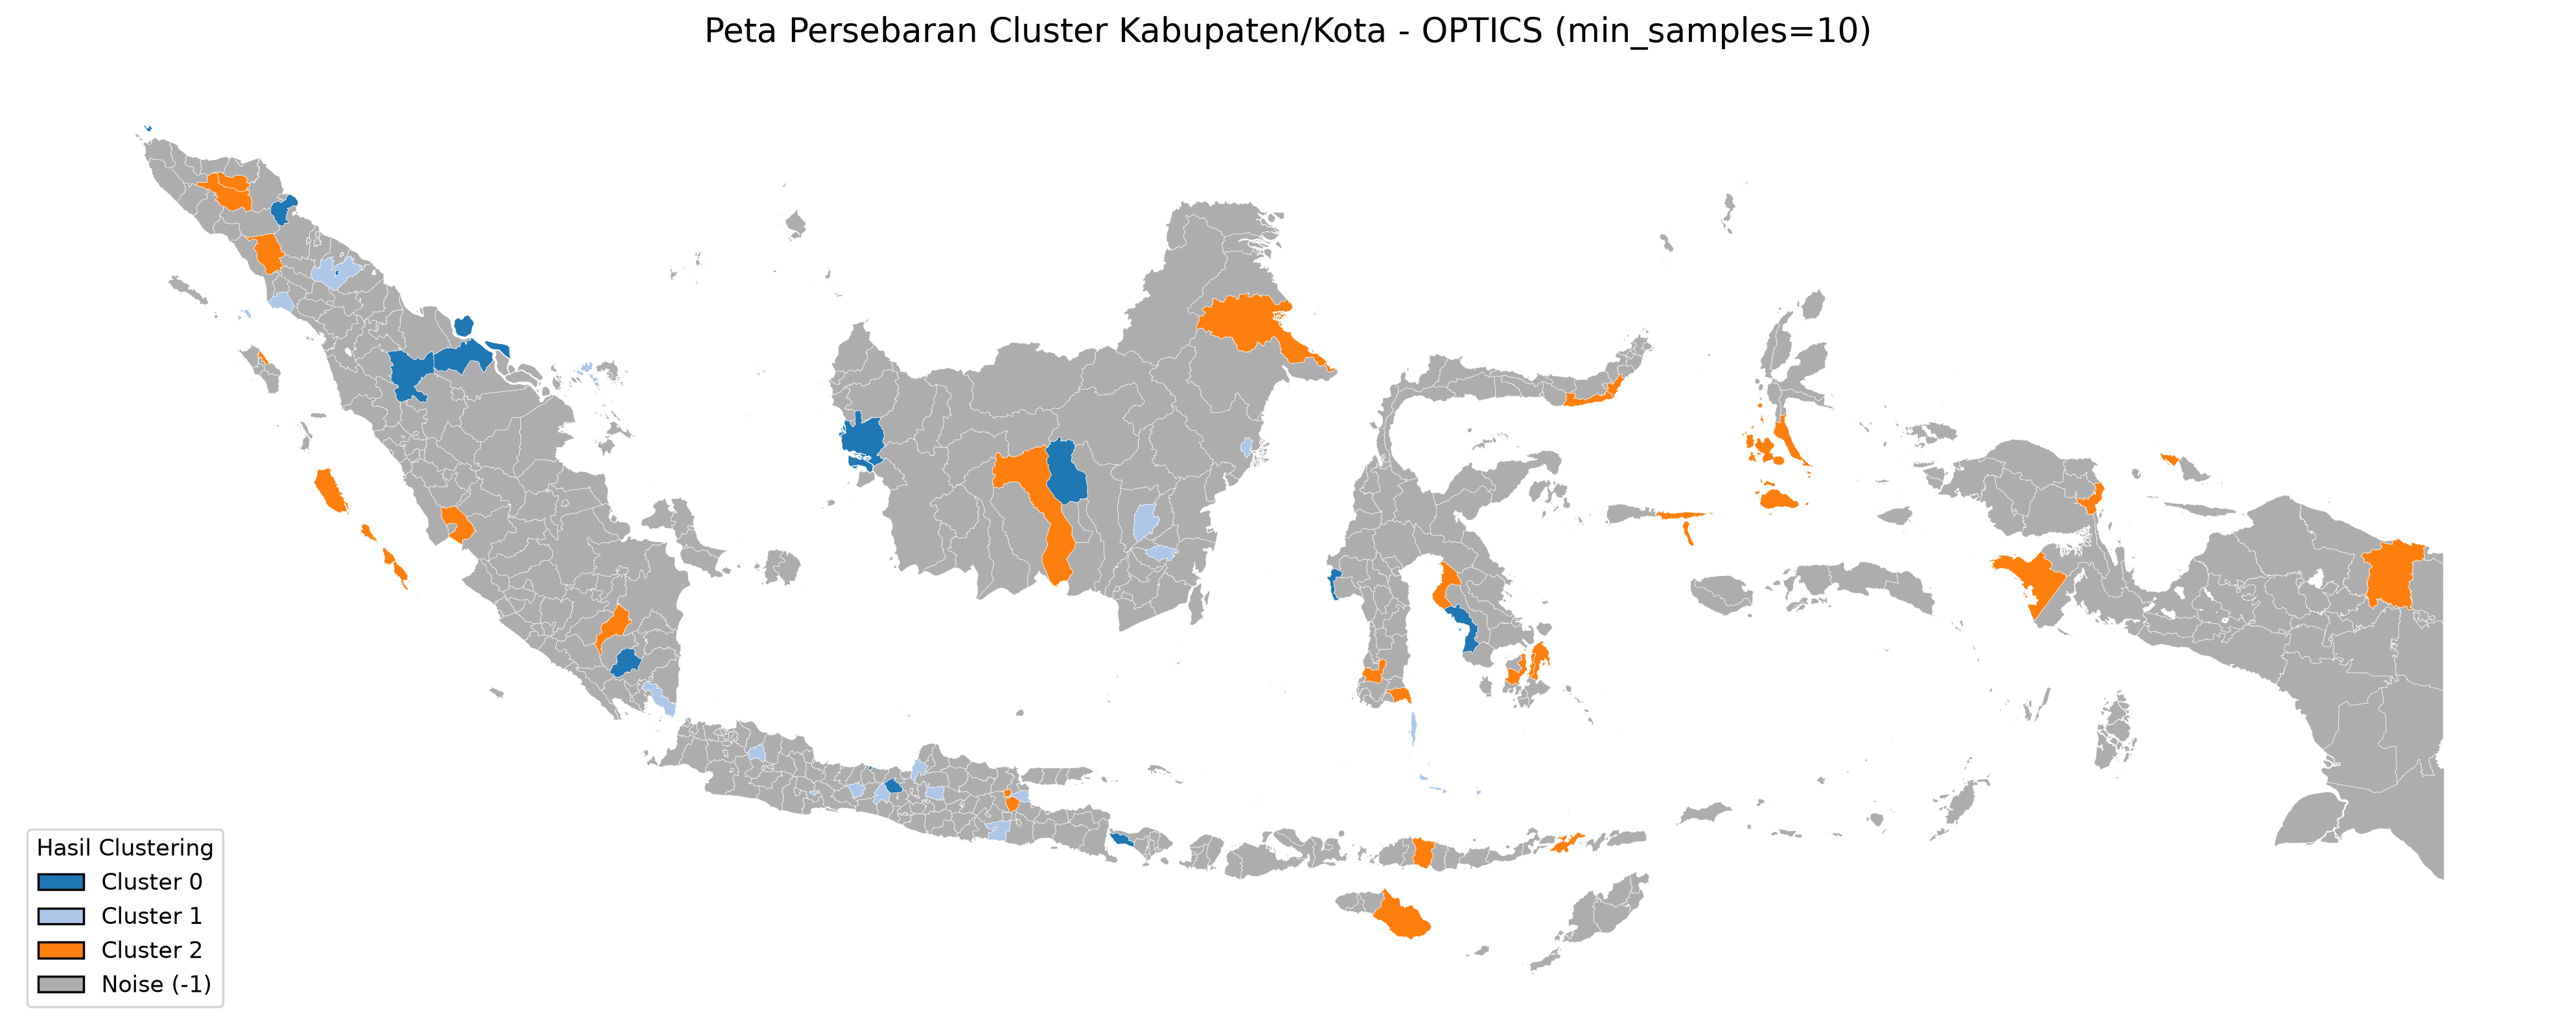 Peta Persebaran Cluster Kabupaten/Kota - OPTICS (min_samples=10)
Hasil Clustering
Cluster 0
Cluster 1
Cluster 2
Noise (-1)